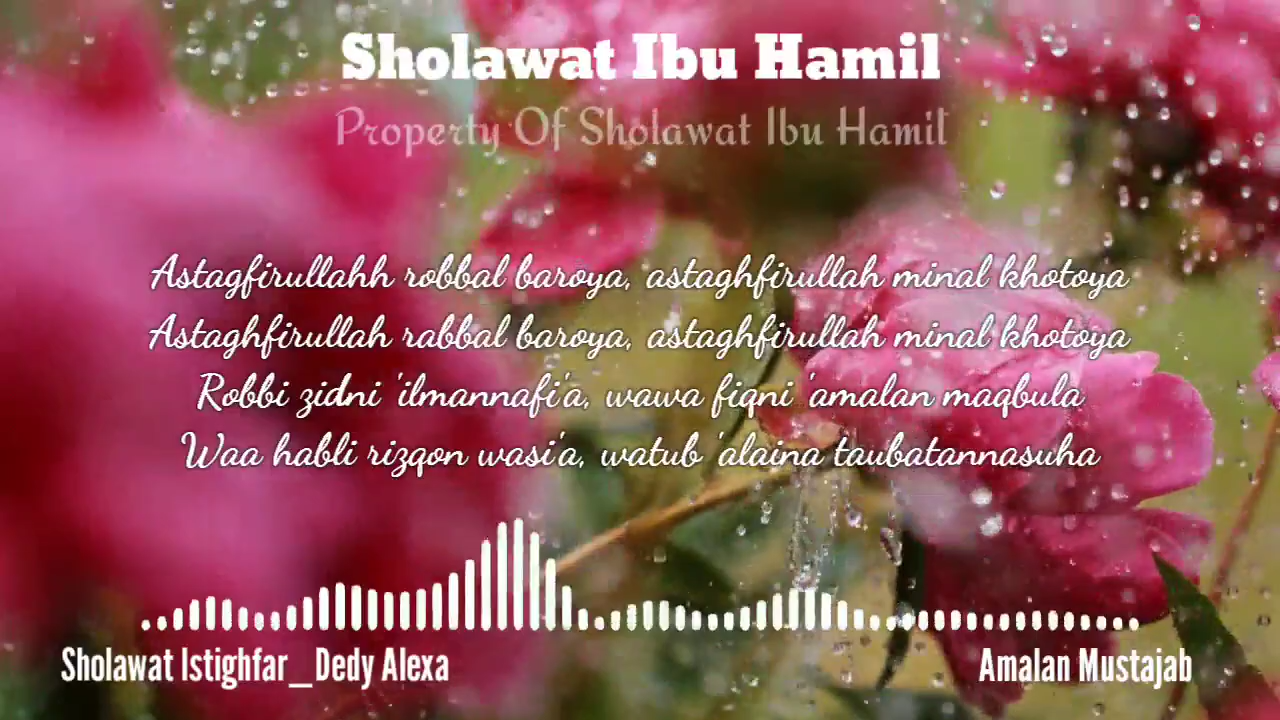 Sholawat Ibu Hamil
Property Of Sholawat Ibu Hamil
Astagfirullahh robbal baroya, astaghfirullah minal khotoya
Astaghfirullah rabbal baroya, astaghfirullah minal khotoya
Robbi zidni 'ilmannafi'a, wawa fiqni 'amalan maqbula
Waa habli rizqon wasi'a, watub 'alaina taubatannasuha
Sholawat Istighfar_Dedy Alexa
Amalan Mustajab